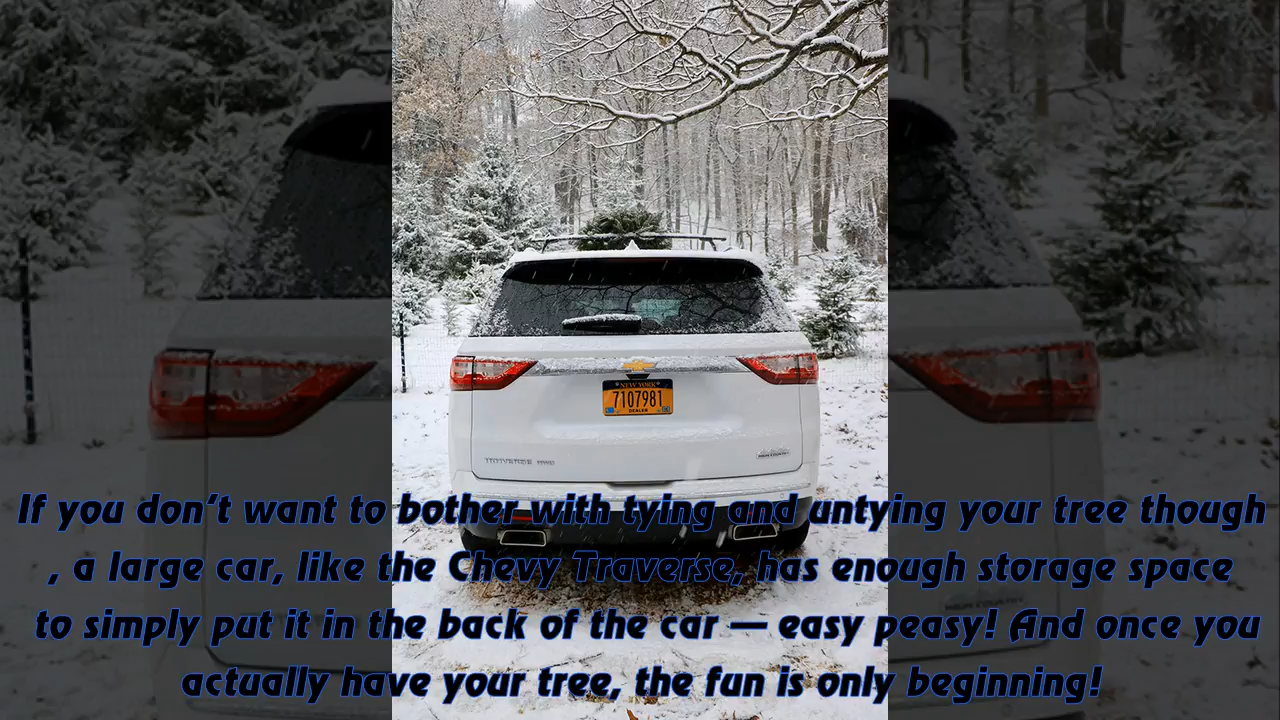 NEW YORK
7107981
DEALER
TRAVERSE AWD
If you don't want to bother with tying and untying your tree though
, a large car, like the Chevy Traverse, has enough storage space
to simply put it in the back of the car — easy peasy! And once you
actually have your tree, the fun is only beginning!